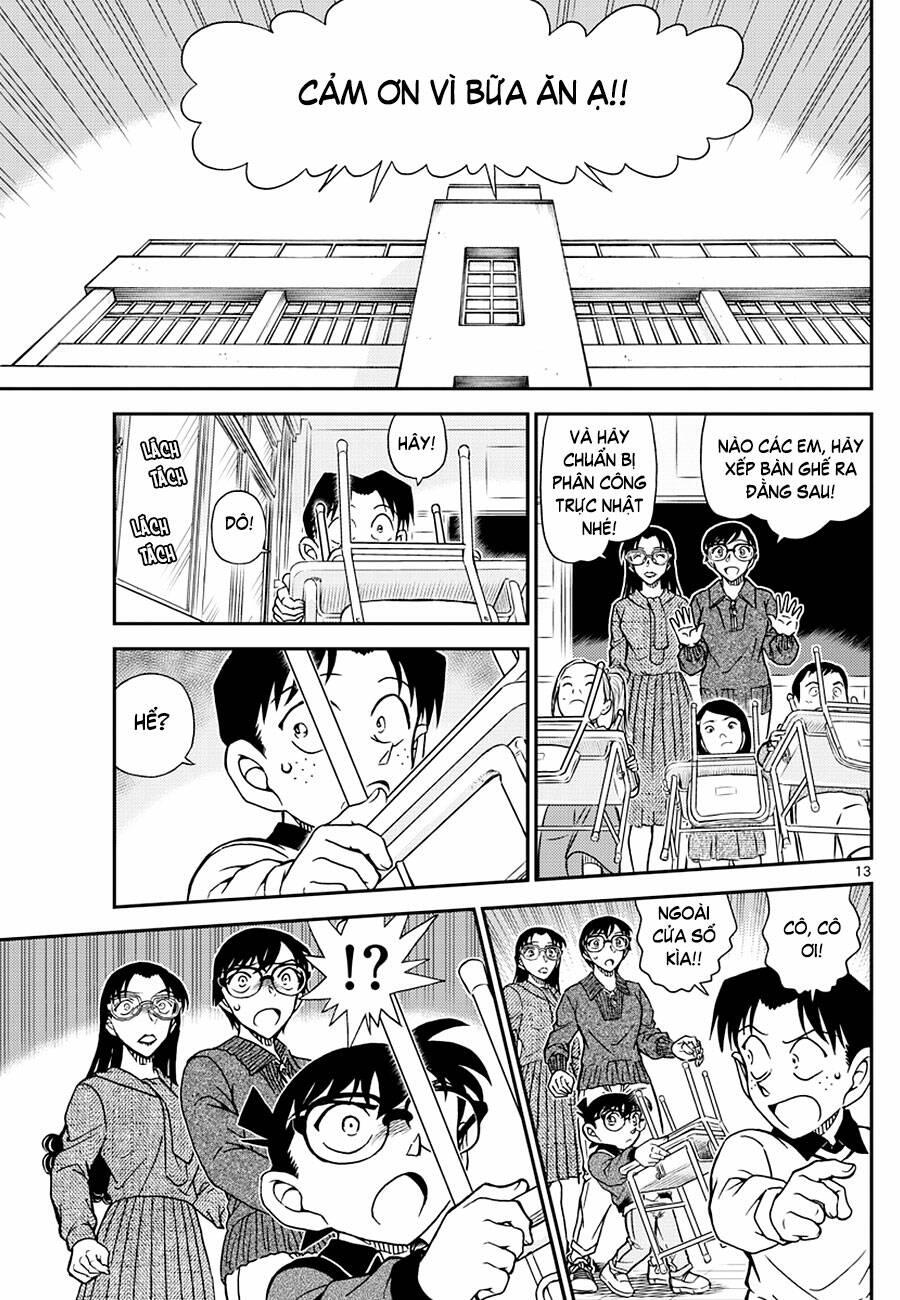 CẢM ƠN VÌ BỮA ĂN Ạ!!
NÀO CÁC EM, HÃY
XẾP BÀN GHẾ RA
ĐẰNG SAU!
VÀ HÃY
CHUẨN BỊ
PHÂN CÔNG
TRỰC NHẬT
NHÉ!
HÂY!
DÔ!
LÁCH
TÁCH
LÁCH
TÁCH
HỂ?
13
CÔ, CÔ
ƠI!
NGOÀI
CỬA SỔ
KÌA!!
!?